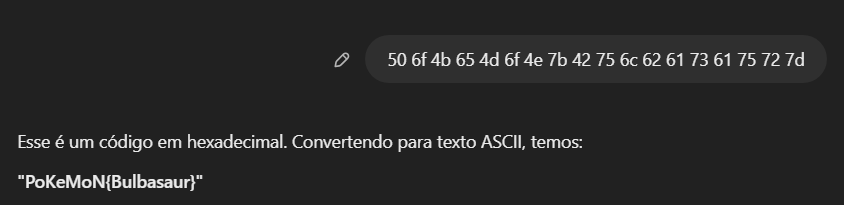 50 6f 4b 65 4d 6f 4e 7b 42 75 6c 62 61 73 61 75 72 7d
Esse é um código em hexadecimal. Convertendo para texto ASCII, temos:
"PoKeMoN{Bulbasaur}"